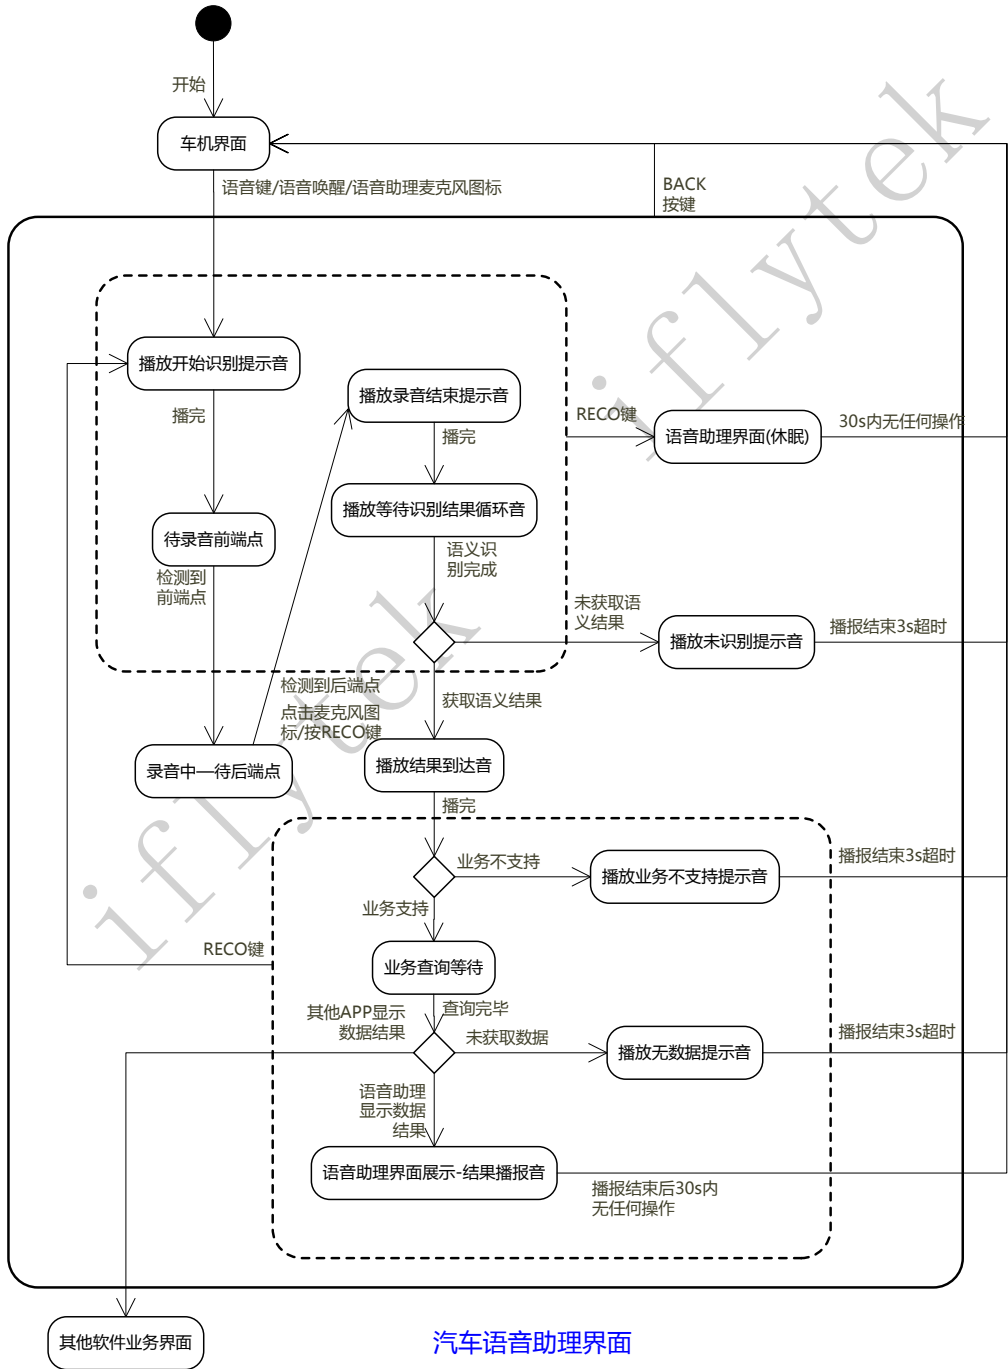 开始
车机界面
语音键/语音唤醒/语音助理麦克风图标
BACK
按键
播放开始识别提示音
播放录音结束提示音
播完
播完
RECO键
语音助理界面(休眠)
30s内无任何操作
播放等待识别结果循环音
待录音前端点
语义识
别完成
检测到
前端点
未获取语
义结果
播放未识别提示音
播报结束3s超时
检测到后端点
点击麦克风图
标/按RECO键
获取语义结果
录音中—待后端点
播放结果到达音
播完
业务不支持
播放业务不支持提示音
播报结束3s超时
业务支持
RECO键
业务查询等待
其他APP显示
数据结果
查询完毕
未获取数据
播放无数据提示音
播报结束3s超时
语音助理
显示数据
结果
语音助理界面展示-结果播报音
播报结束后30s内
无任何操作
其他软件业务界面
汽车语音助理界面
iflytek
iflytek